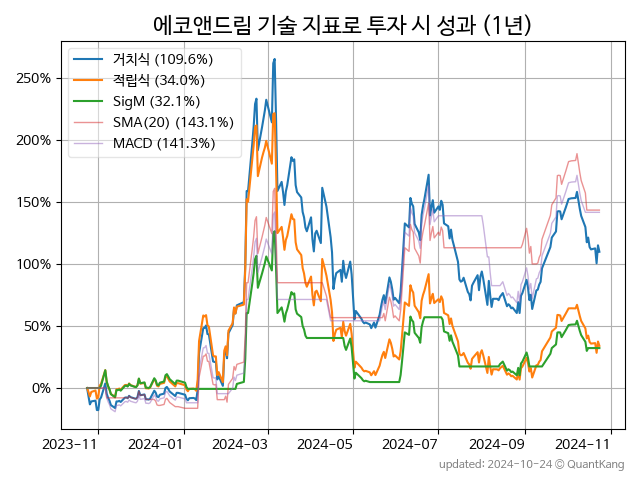 에코앤드림 기술 지표로 투자 시 성과 (1년)
거치식 (109.6%)
적립식 (34.0%)
SigM (32.1%)
SMA(20) (143.1%)
MACD (141.3%)
250%
200%
150%
100%
50%
0%
2023-11 2024-01 2024-03 2024-05 2024-07 2024-09 2024-11
updated: 2024-10-24 © QuantKang